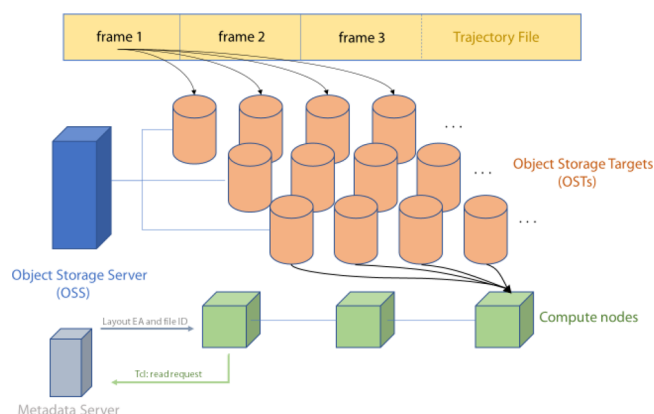 frame 1
frame 2
frame 3
Trajectory File
. . .
Object Storage Targets
(OSTs)
. . .
. . .
Object Storage Server
(OSS)
Layout EA and file ID
Compute nodes
Tcl: read request
Metadata Server